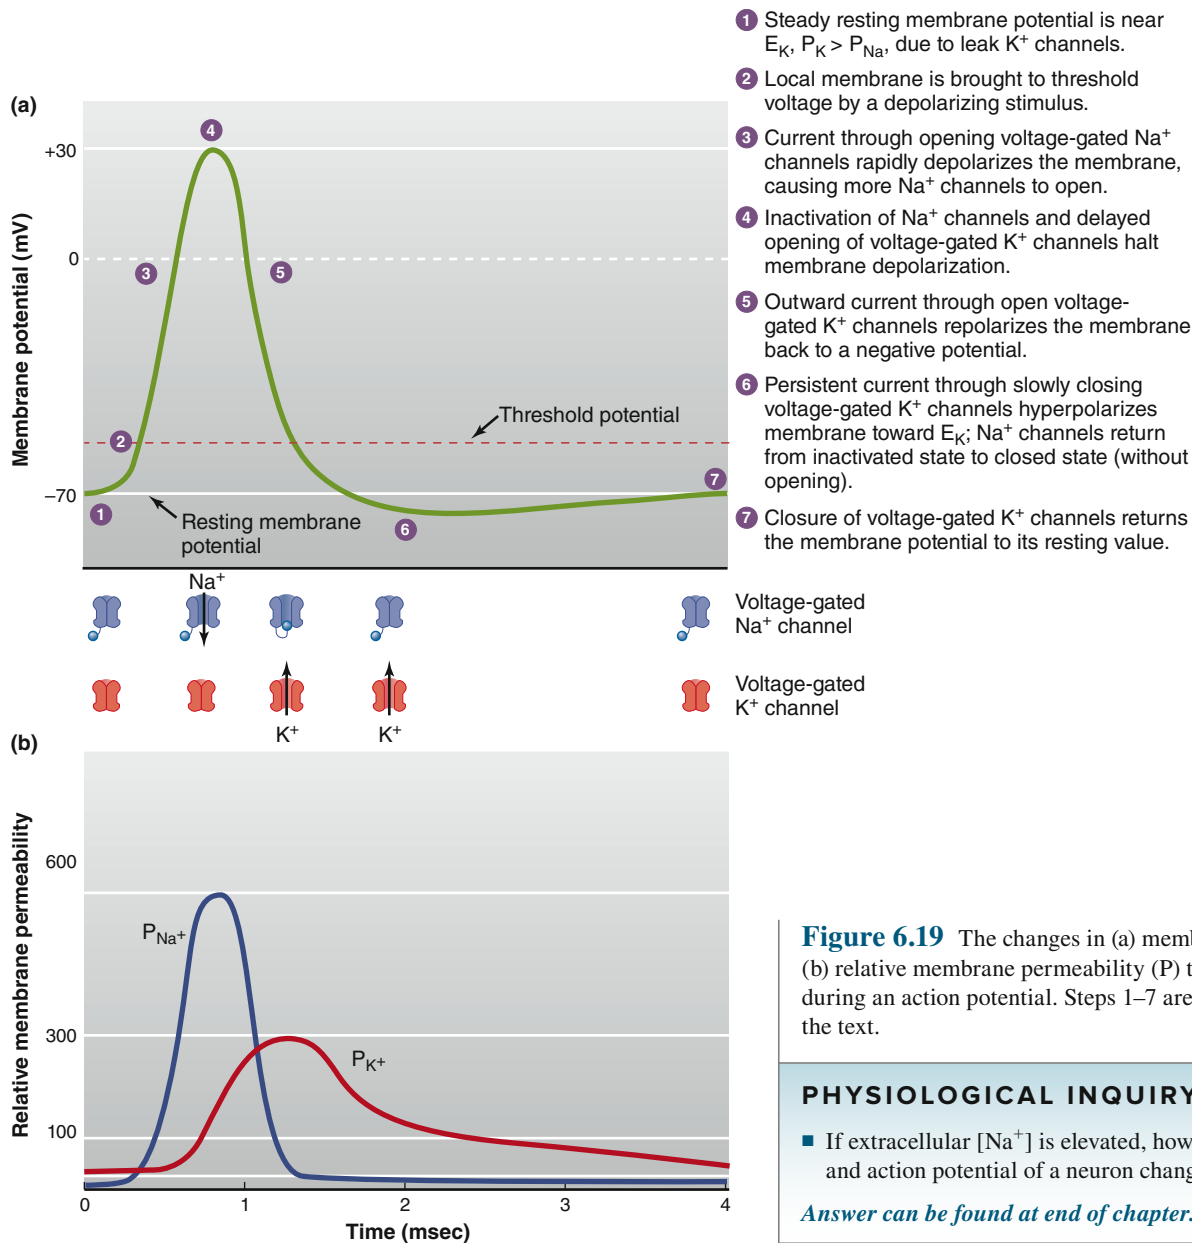 1 Steady resting membrane potential is near
E_K, P_K > P_Na, due to leak K⁺ channels.
2 Local membrane is brought to threshold
voltage by a depolarizing stimulus.
3 Current through opening voltage-gated Na⁺
channels rapidly depolarizes the membrane,
causing more Na⁺ channels to open.
4 Inactivation of Na⁺ channels and delayed
opening of voltage-gated K⁺ channels halt
membrane depolarization.
5 Outward current through open voltage-
gated K⁺ channels repolarizes the membrane
back to a negative potential.
6 Persistent current through slowly closing
voltage-gated K⁺ channels hyperpolarizes
membrane toward E_K; Na⁺ channels return
from inactivated state to closed state (without
opening).
7 Closure of voltage-gated K⁺ channels returns
the membrane potential to its resting value.
(a)
Membrane potential (mV)
+30
0
–70
4
3
5
2
Threshold potential
1
Resting membrane
potential
6
7
Na⁺
Voltage-gated
Na⁺ channel
Voltage-gated
K⁺ channel
K⁺
K⁺
(b)
Relative membrane permeability
600
300
100
P_Na⁺
P_K⁺
0
1
2
3
4
Time (msec)
Figure 6.19 The changes in (a) memb
(b) relative membrane permeability (P) t
during an action potential. Steps 1–7 are
the text.
PHYSIOLOGICAL INQUIRY
■ If extracellular [Na⁺] is elevated, how
and action potential of a neuron chang
Answer can be found at end of chapter.